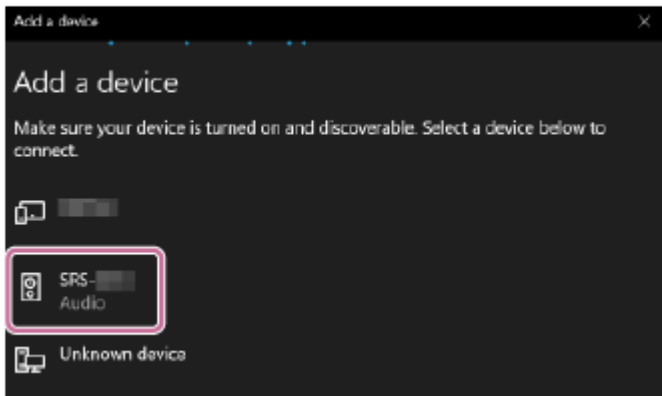 Add a device
Add a device
Make sure your device is turned on and discoverable. Select a device below to
connect.
SRS-
Audio
Unknown device